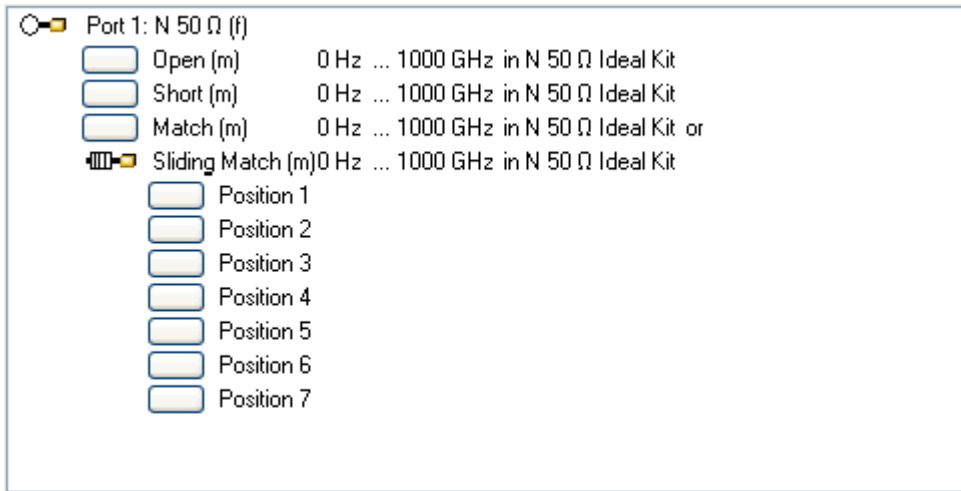 Port 1: N 50 Ω (f)
Open (m) 0 Hz ... 1000 GHz in N 50 Ω Ideal Kit
Short (m) 0 Hz ... 1000 GHz in N 50 Ω Ideal Kit
Match (m) 0 Hz ... 1000 GHz in N 50 Ω Ideal Kit or
Sliding Match (m)0 Hz ... 1000 GHz in N 50 Ω Ideal Kit
Position 1
Position 2
Position 3
Position 4
Position 5
Position 6
Position 7